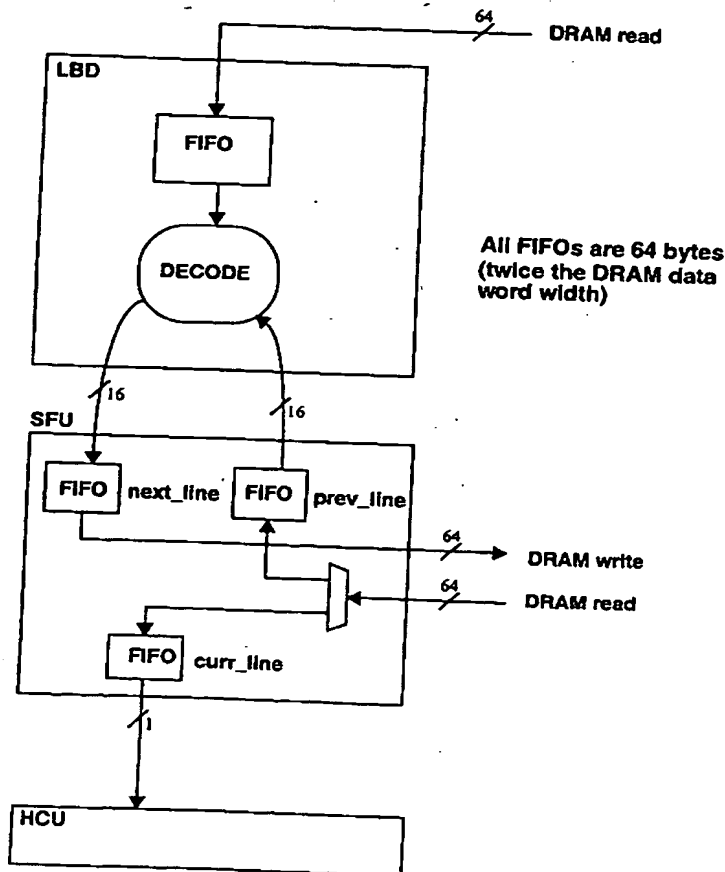 64
DRAM read
LBD
FIFO
DECODE
All FIFOs are 64 bytes
(twice the DRAM data
word width)
16
16
SFU
FIFO
next_line
FIFO
prev_line
64
DRAM write
64
DRAM read
FIFO
curr_line
1
HCU